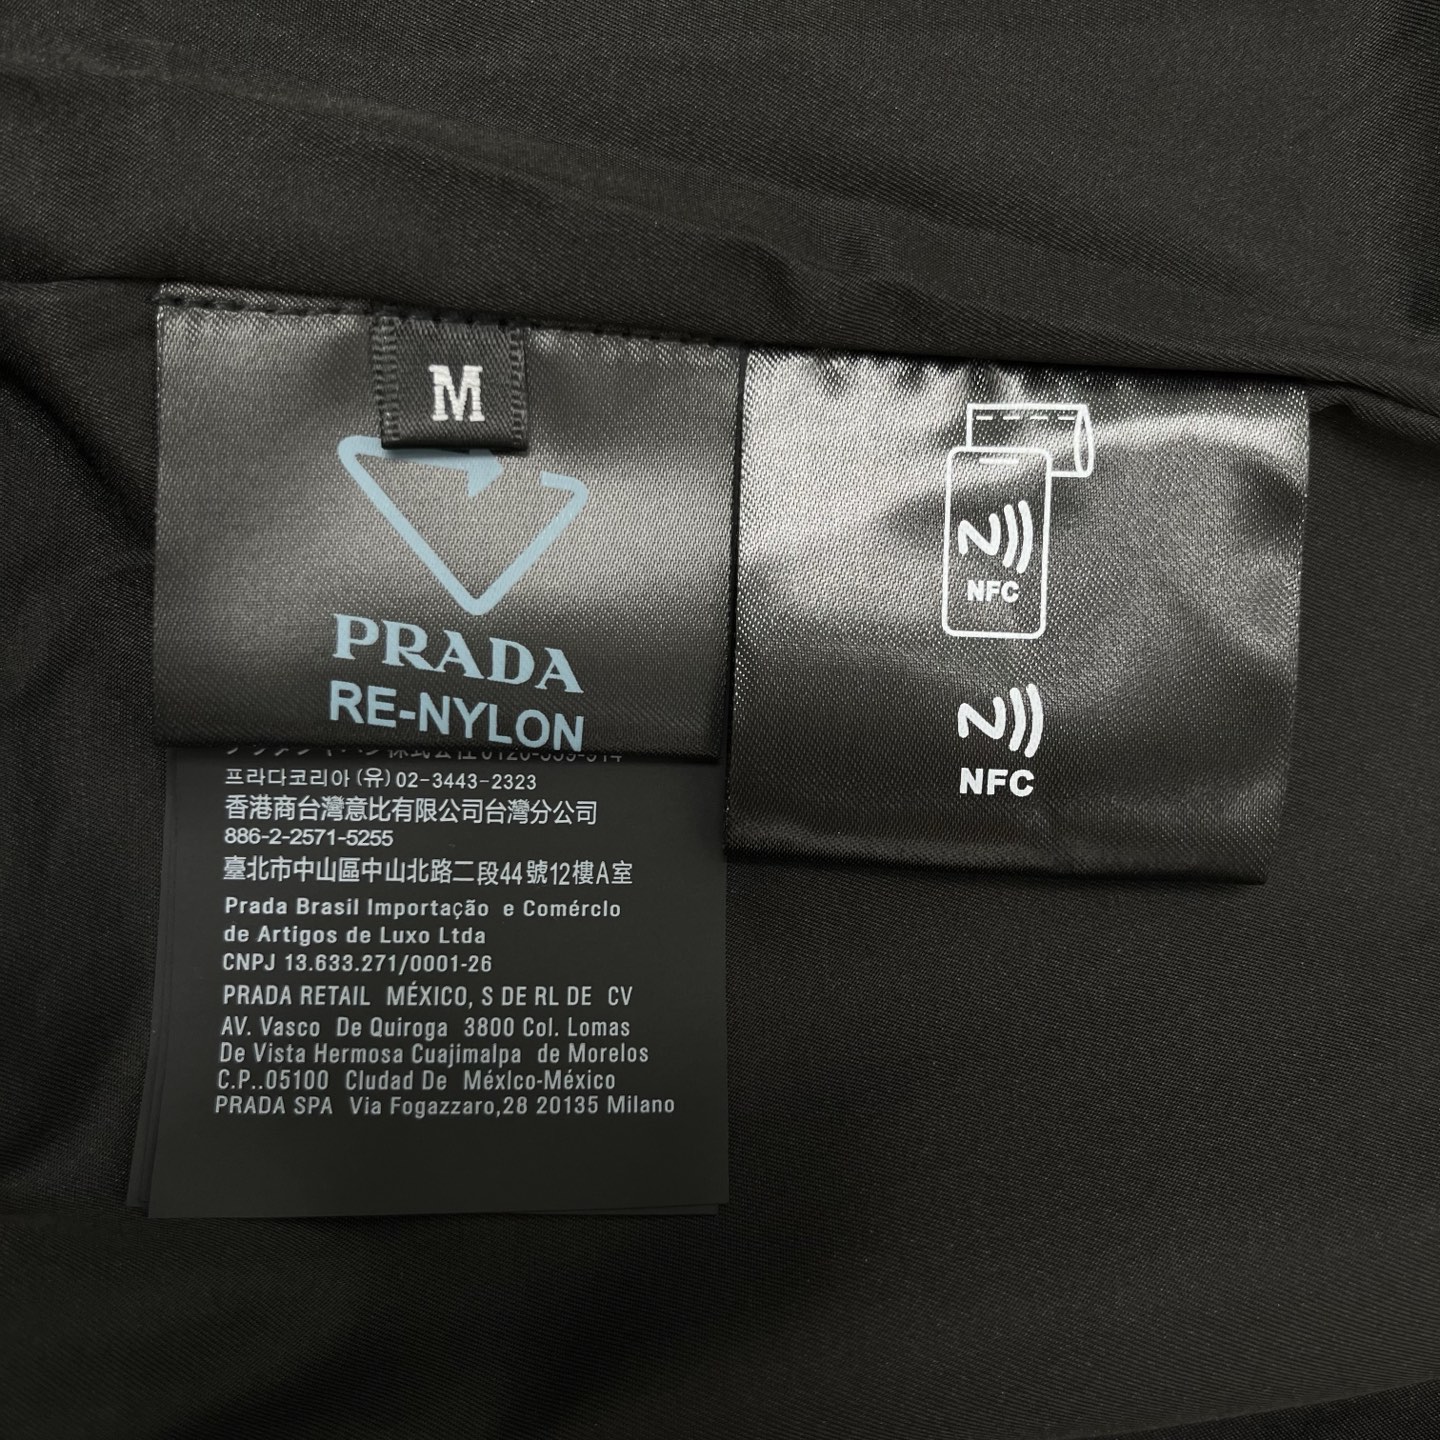 M
PRADA
RE-NYLON
프라다코리아 (유) 02-3443-2323
香港商台灣意比有限公司台灣分公司
886-2-2571-5255
臺北市中山區中山北路二段44號12樓A室
Prada Brasil Importação e Comérclo
de Artigos de Luxo Ltda
CNPJ 13.633.271/0001-26
PRADA RETAIL MÉXICO, S DE RL DE CV
AV. Vasco De Quiroga 3800 Col. Lomas
De Vista Hermosa Cuajimalpa de Morelos
C.P..05100 Cludad De Méxlco-México
PRADA SPA Via Fogazzaro,28 20135 Milano
NFC
NFC